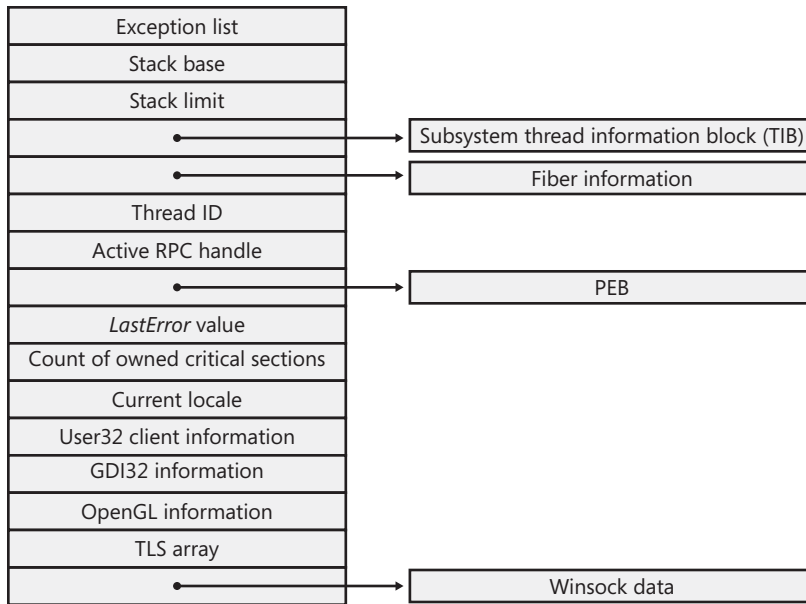 Exception list
Stack base
Stack limit
Subsystem thread information block (TIB)
Fiber information
Thread ID
Active RPC handle
PEB
LastError value
Count of owned critical sections
Current locale
User32 client information
GDI32 information
OpenGL information
TLS array
Winsock data